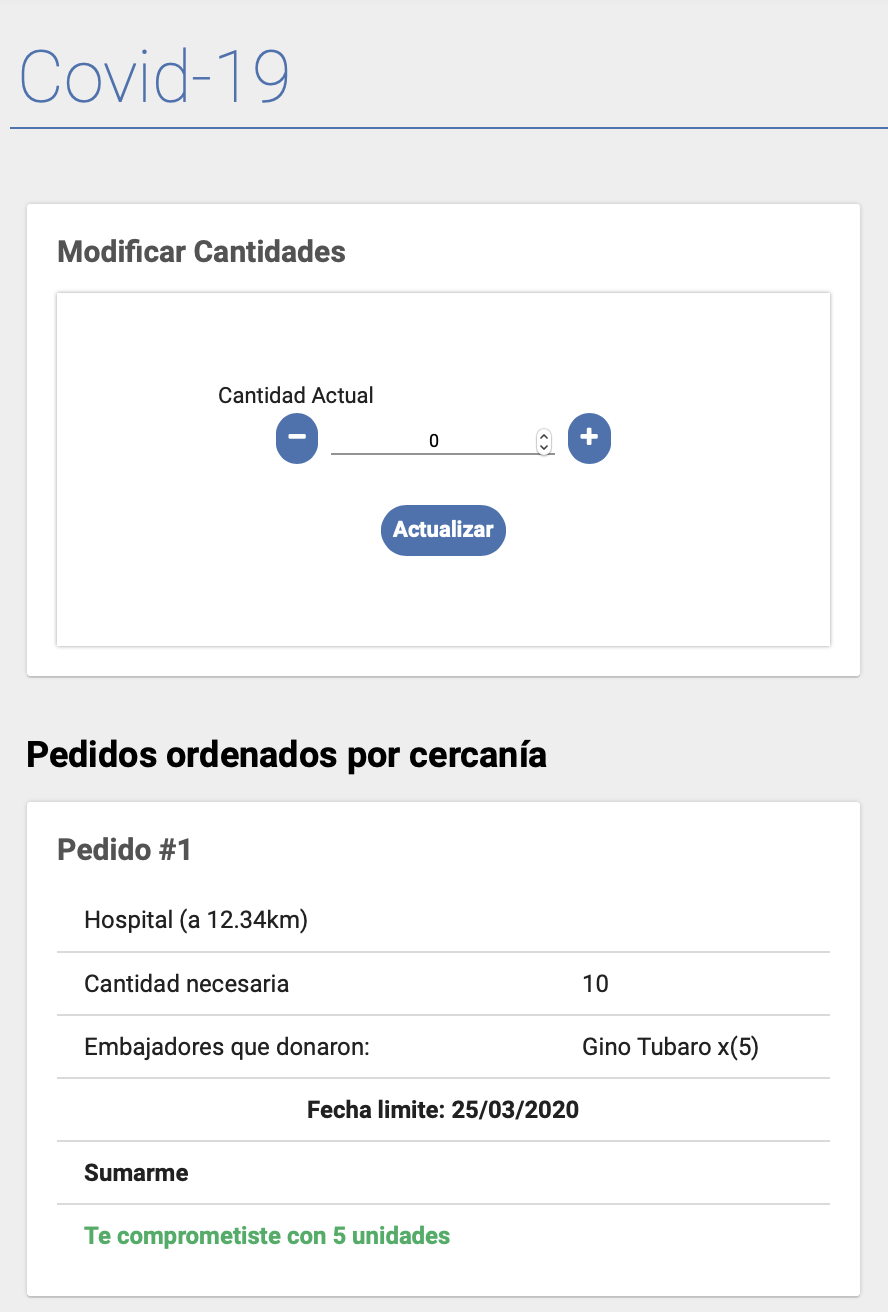 Covid-19
Modificar Cantidades
Cantidad Actual
0
Actualizar
Pedidos ordenados por cercanía
Pedido #1
Hospital (a 12.34km)
Cantidad necesaria 10
Embajadores que donaron: Gino Tubaro x(5)
Fecha limite: 25/03/2020
Sumarme
Te comprometiste con 5 unidades